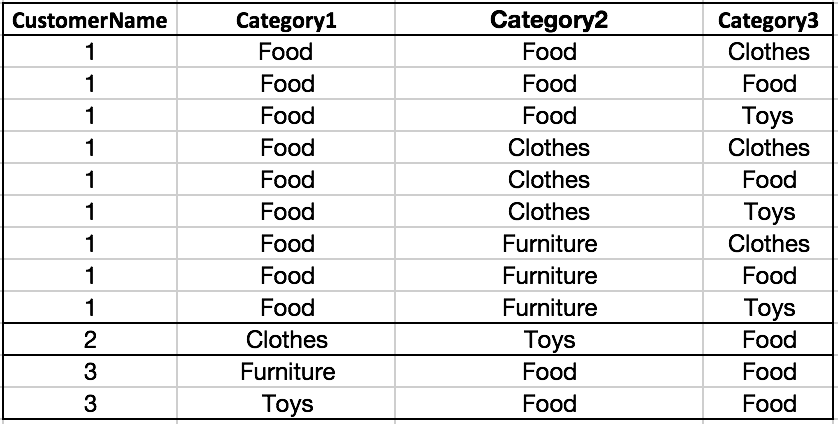 CustomerName Category1 Category2 Category3
1 Food Food Clothes
1 Food Food Food
1 Food Food Toys
1 Food Clothes Clothes
1 Food Clothes Food
1 Food Clothes Toys
1 Food Furniture Clothes
1 Food Furniture Food
1 Food Furniture Toys
2 Clothes Toys Food
3 Furniture Food Food
3 Toys Food Food